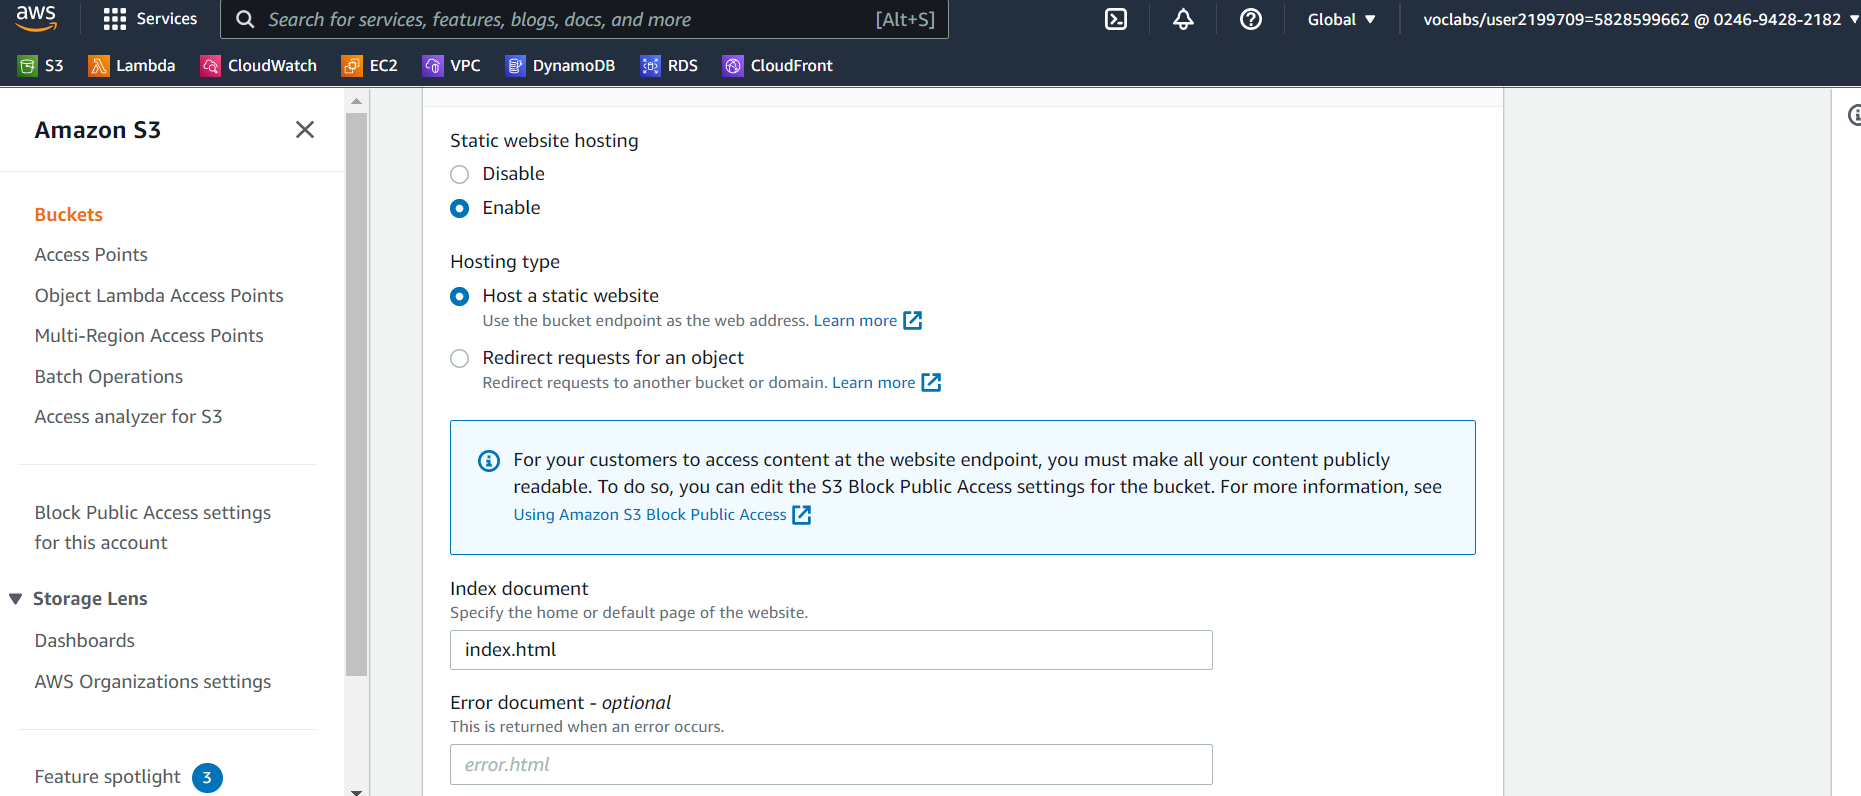 aws Services Search for services, features, blogs, docs, and more [Alt+S] Global voclabs/user2199709=5828599662 @ 0246-9428-2182
S3 Lambda CloudWatch EC2 VPC DynamoDB RDS CloudFront
Amazon S3
Buckets
Access Points
Object Lambda Access Points
Multi-Region Access Points
Batch Operations
Access analyzer for S3
Block Public Access settings
for this account
Storage Lens
Dashboards
AWS Organizations settings
Feature spotlight 3
Static website hosting
Disable
Enable
Hosting type
Host a static website
Use the bucket endpoint as the web address. Learn more
Redirect requests for an object
Redirect requests to another bucket or domain. Learn more
For your customers to access content at the website endpoint, you must make all your content publicly
readable. To do so, you can edit the S3 Block Public Access settings for the bucket. For more information, see
Using Amazon S3 Block Public Access
Index document
Specify the home or default page of the website.
index.html
Error document - optional
This is returned when an error occurs.
error.html